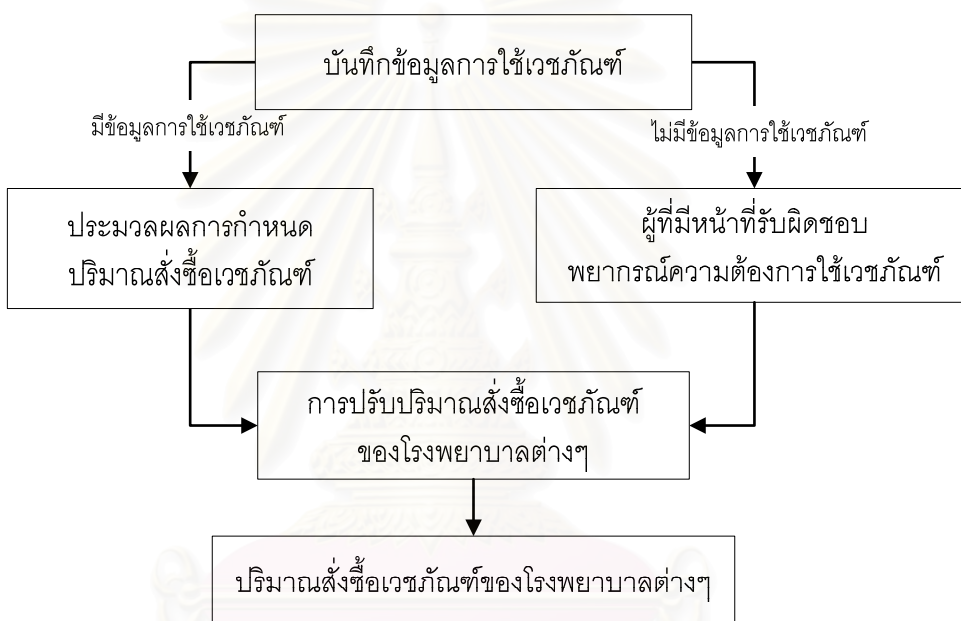 บันทึกข้อมูลการใช้เวชภัณฑ์
มีข้อมูลการใช้เวชภัณฑ์
ไม่มีข้อมูลการใช้เวชภัณฑ์
ประมวลผลการกำหนด
ปริมาณสั่งซื้อเวชภัณฑ์
ผู้ที่มีหน้าที่รับผิดชอบ
พยากรณ์ความต้องการใช้เวชภัณฑ์
การปรับปริมาณสั่งซื้อเวชภัณฑ์
ของโรงพยาบาลต่างๆ
ปริมาณสั่งซื้อเวชภัณฑ์ของโรงพยาบาลต่างๆ